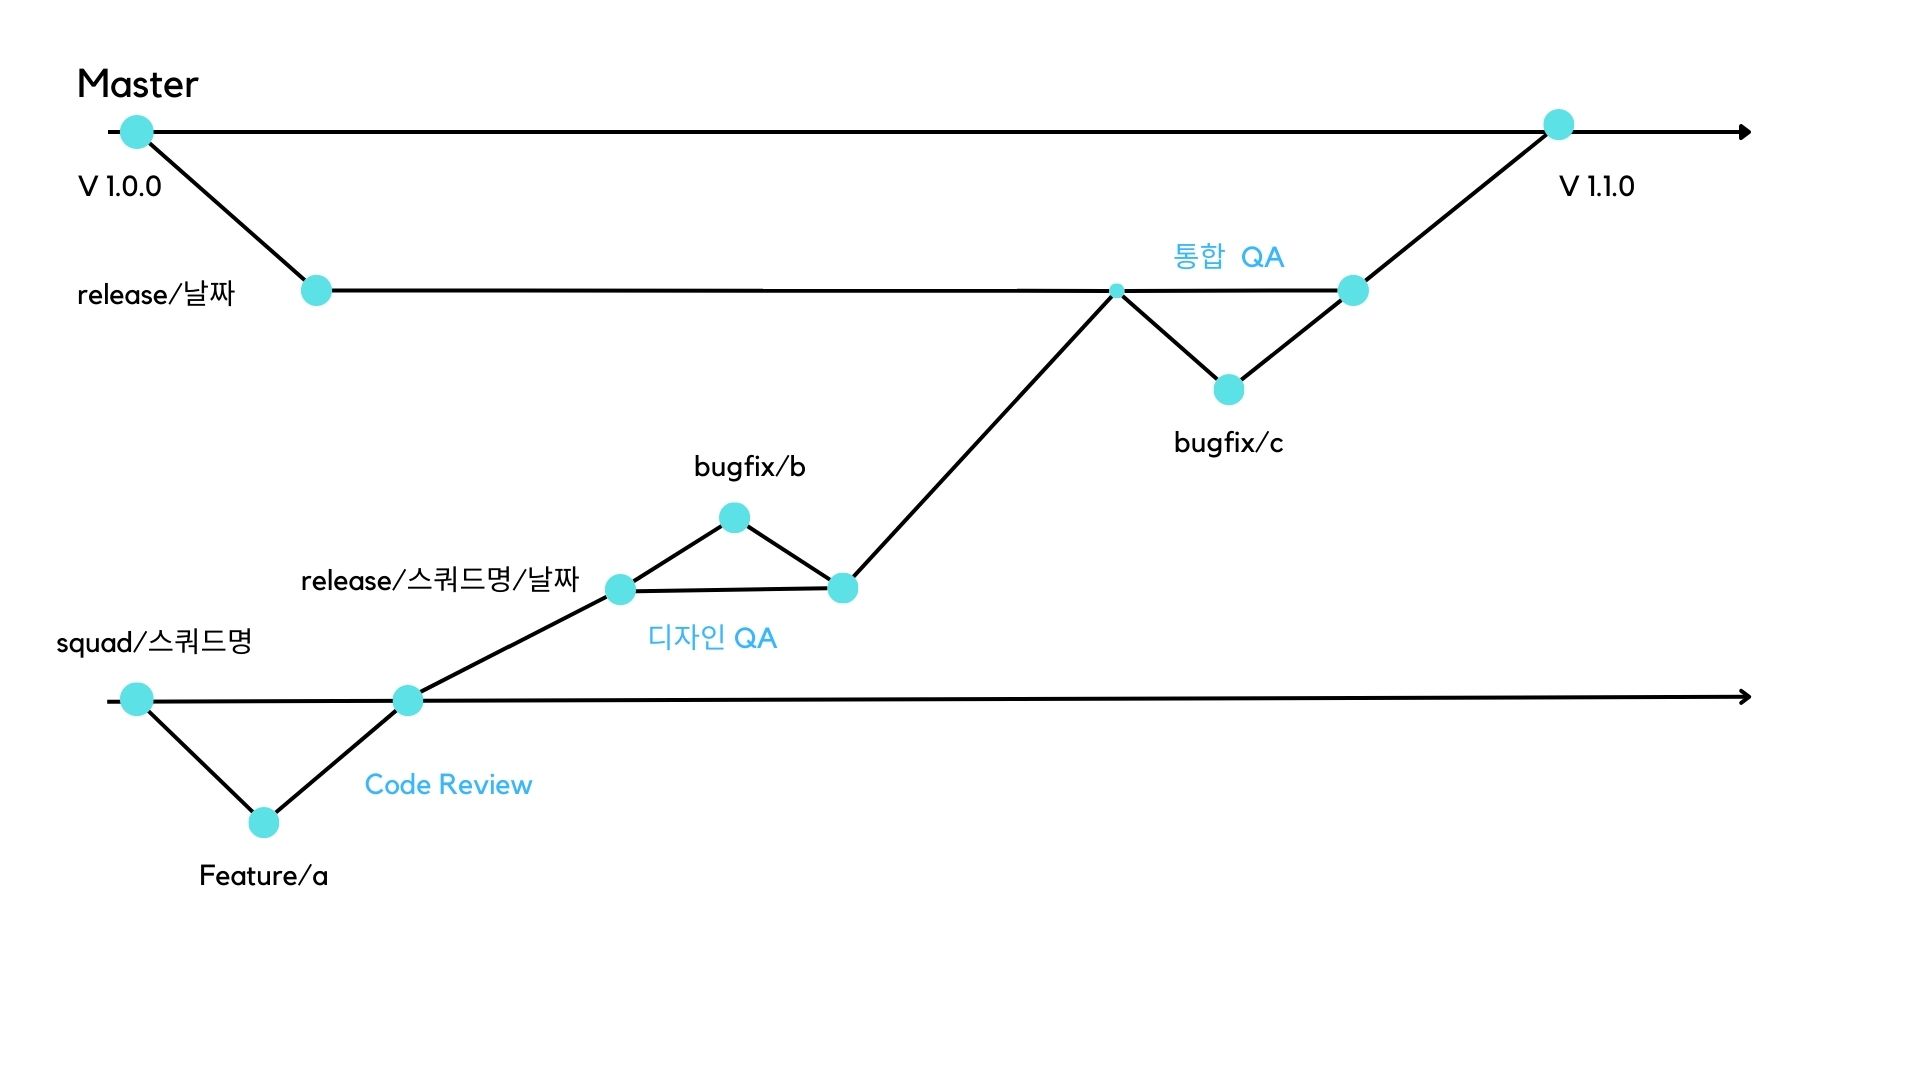 Master
V 1.0.0
V 1.1.0
통합 QA
release/날짜
bugfix/c
bugfix/b
release/스쿼드명/날짜
디자인 QA
squad/스쿼드명
Code Review
Feature/a